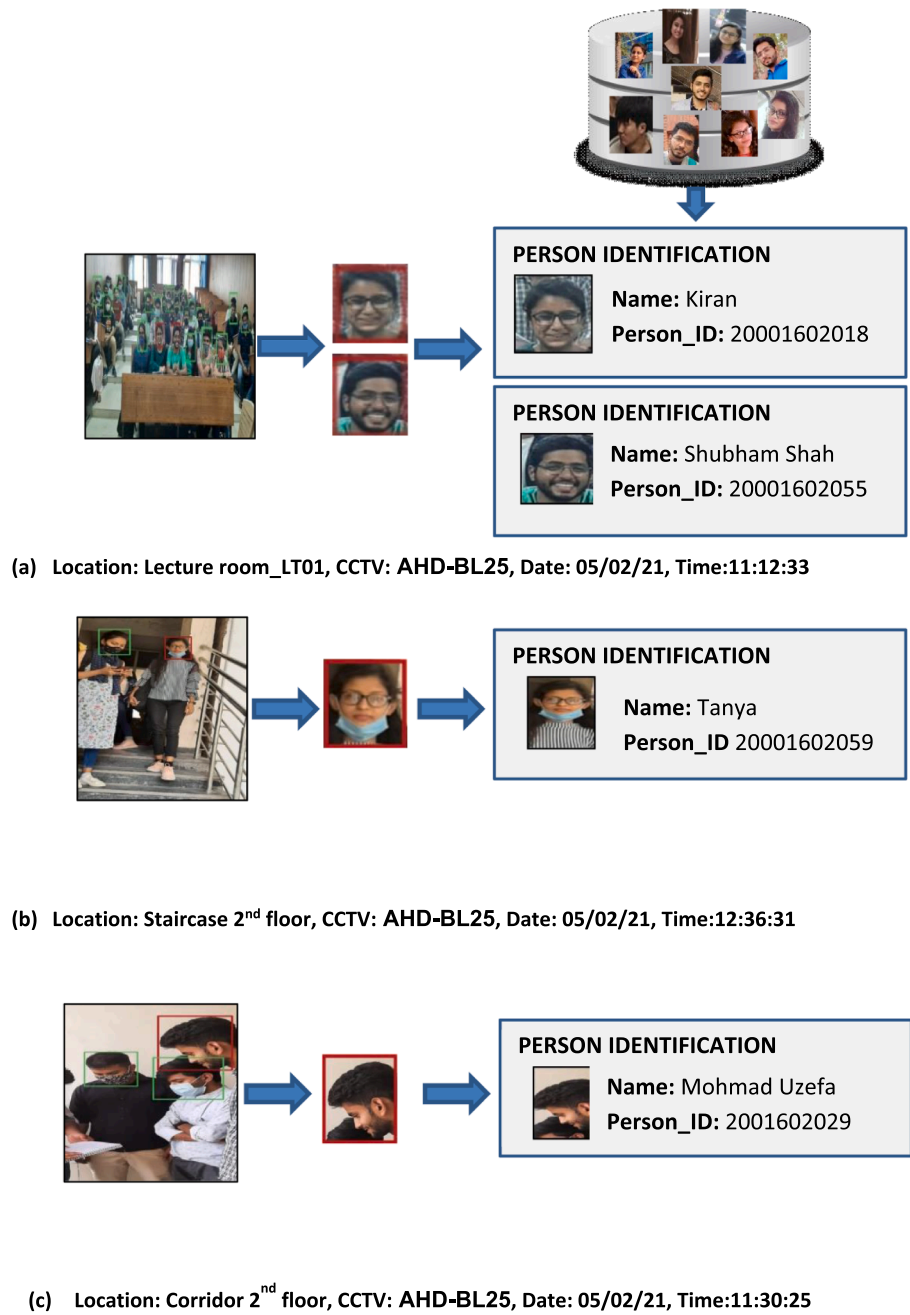 PERSON IDENTIFICATION
Name: Kiran
Person_ID: 20001602018
PERSON IDENTIFICATION
Name: Shubham Shah
Person_ID: 20001602055
(a) Location: Lecture room_LT01, CCTV: AHD-BL25, Date: 05/02/21, Time:11:12:33
PERSON IDENTIFICATION
Name: Tanya
Person_ID 20001602059
(b) Location: Staircase 2nd floor, CCTV: AHD-BL25, Date: 05/02/21, Time:12:36:31
PERSON IDENTIFICATION
Name: Mohmad Uzefa
Person_ID: 2001602029
(c) Location: Corridor 2nd floor, CCTV: AHD-BL25, Date: 05/02/21, Time:11:30:25